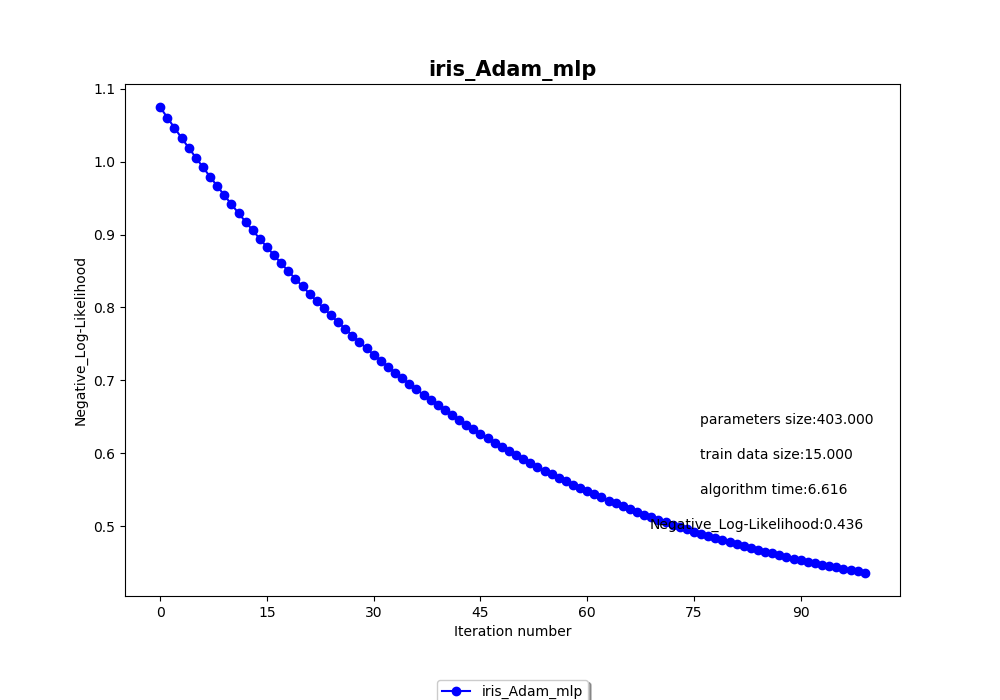 iris_Adam_mlp
1.1
1.0
0.9
0.8
0.7
0.6
0.5
Negative_Log-Likelihood
parameters size:403.000
train data size:15.000
algorithm time:6.616
Negative_Log-Likelihood:0.436
0 15 30 45 60 75 90
Iteration number
iris_Adam_mlp